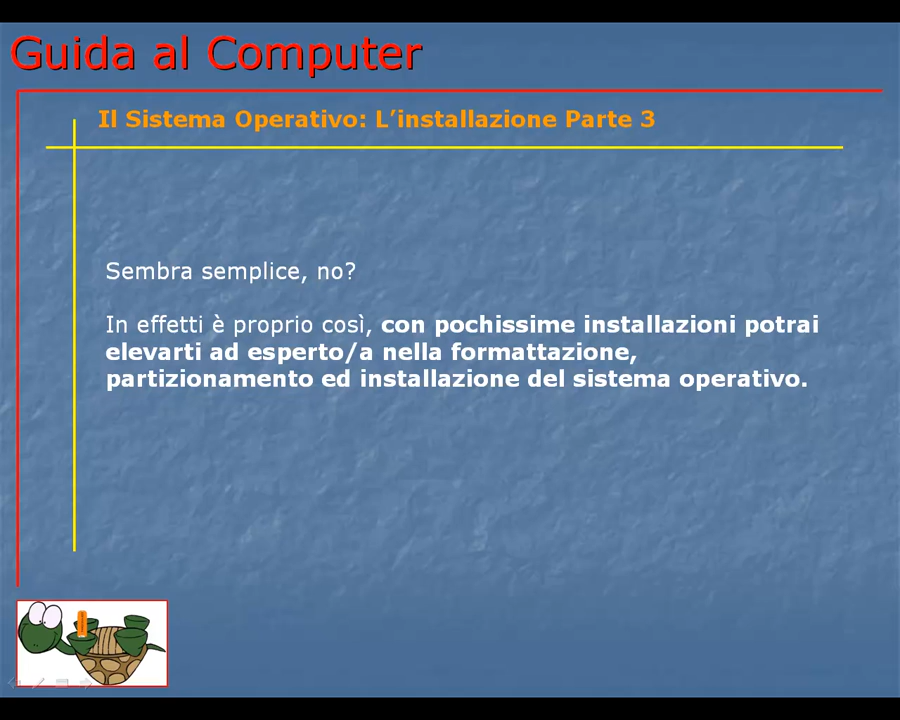 Guida al Computer
Il Sistema Operativo: L’installazione Parte 3
Sembra semplice, no?
In effetti è proprio così, con pochissime installazioni potrai
elevarti ad esperto/a nella formattazione,
partizionamento ed installazione del sistema operativo.